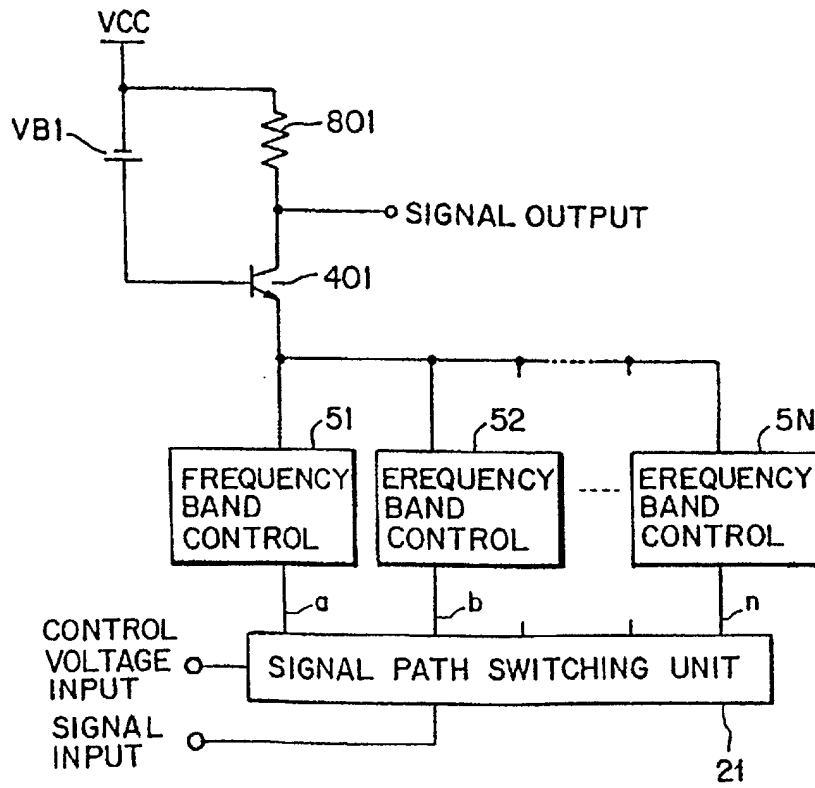 VCC
VB1
801
SIGNAL OUTPUT
401
51
52
5N
FREQUENCY
BAND
CONTROL
EREQUENCY
BAND
CONTROL
EREQUENCY
BAND
CONTROL
a
b
n
CONTROL
VOLTAGE
INPUT
SIGNAL PATH SWITCHING UNIT
SIGNAL
INPUT
21